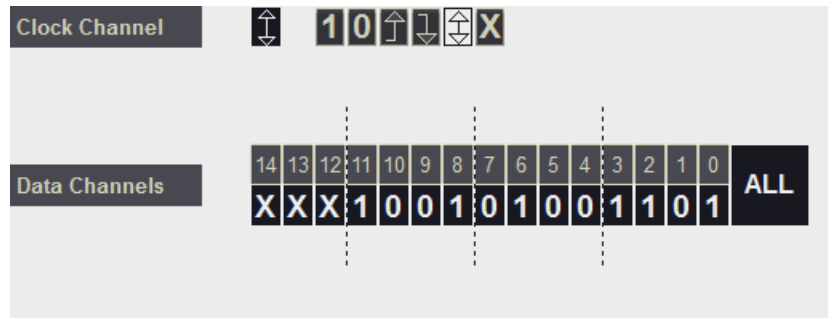 Clock Channel 1 0 X
14 13 12 11 10 9 8 7 6 5 4 3 2 1 0
Data Channels ALL
X X X 1 0 0 1 0 1 0 0 1 1 0 1